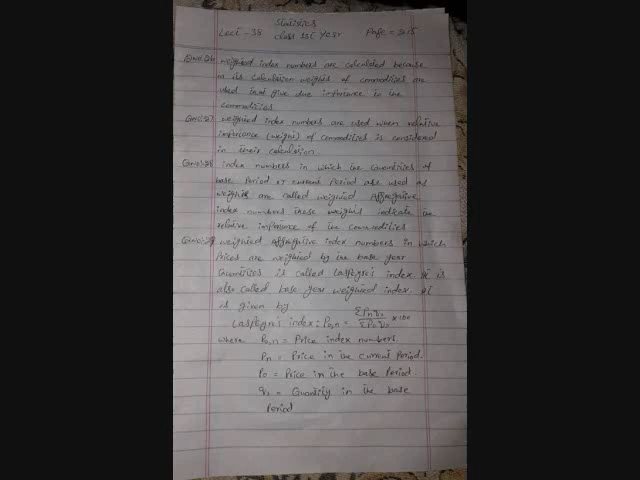 Statistics
Lect - 38 class 1st year Page = 215
Q.No:26 weighted index numbers are calculated because
in its calculation weights of commodities are
used that give due importance to the
commodities
Q.No:27 weighted index numbers are used when relative
importance (weight) of commodities is considered
in their calculation.
Q.No:28 index numbers in which the quantities of
base Period or current Period are used as
weights are called weighted Aggregative
index numbers these weights indicate the
relative importance of the commodities
Q.No:29 weighted Aggregative index numbers in which
Prices are weighted by the base year
Quantities is called Laspeyre's index it is
also called base year weighted index. it
is given by
Laspeyre's index: Po,n = ΣPnqo / ΣPoqo × 100
where Po,n = Price index numbers
Pn = Price in the current Period.
Po = Price in the base Period.
qo = Quantity in the base
Period